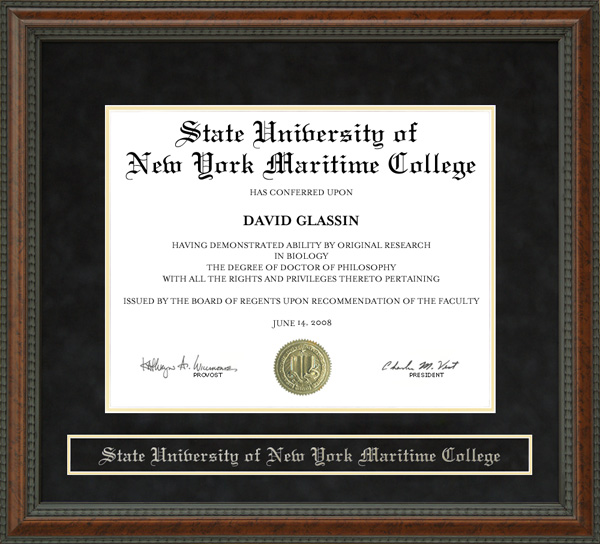 State University of
New York Maritime College
HAS CONFERRED UPON
DAVID GLASSIN
HAVING DEMONSTRATED ABILITY BY ORIGINAL RESEARCH
IN BIOLOGY
THE DEGREE OF DOCTOR OF PHILOSOPHY
WITH ALL THE RIGHTS AND PRIVILEGES THERETO PERTAINING
ISSUED BY THE BOARD OF REGENTS UPON RECOMMENDATION OF THE FACULTY
JUNE 14, 2008
Charles M. Vest
PROVOST
PRESIDENT
State University of New York Maritime College